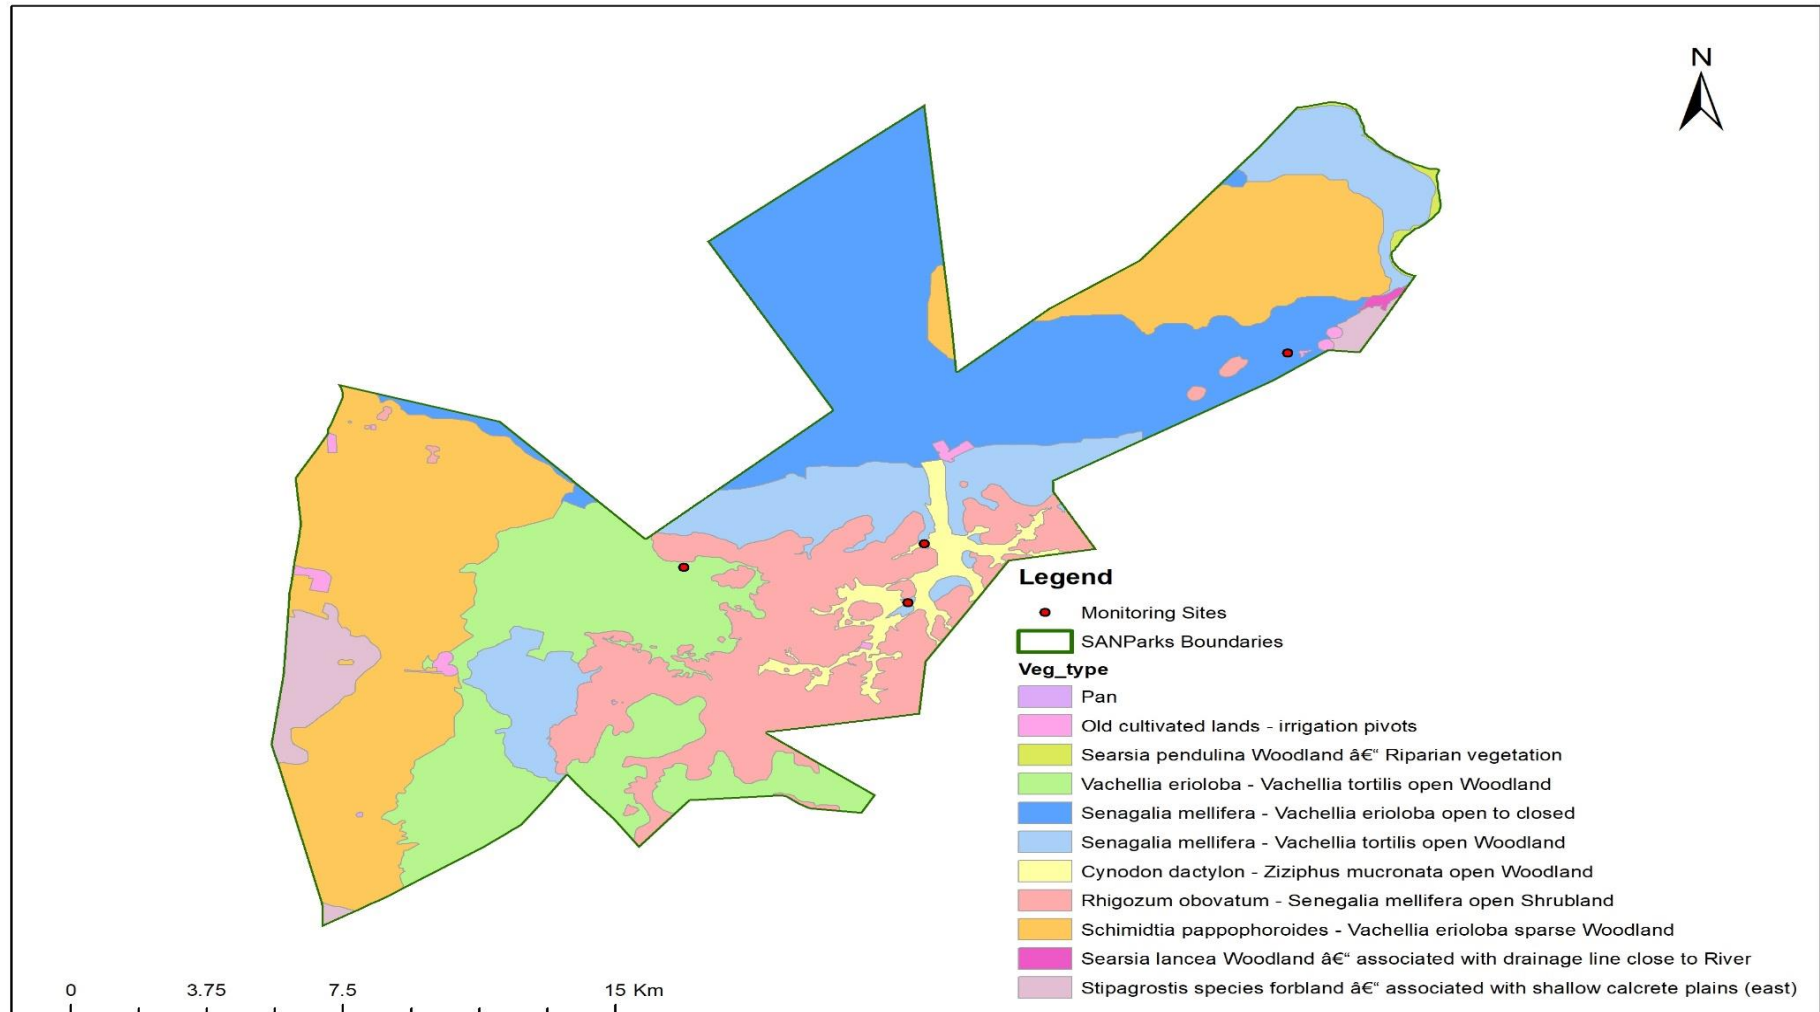 N
Legend
Monitoring Sites
SANParks Boundaries
Veg_type
Pan
Old cultivated lands - irrigation pivots
Searsia pendulina Woodland â€“ Riparian vegetation
Vachellia erioloba - Vachellia tortilis open Woodland
Senagalia mellifera - Vachellia erioloba open to closed
Senagalia mellifera - Vachellia tortilis open Woodland
Cynodon dactylon - Ziziphus mucronata open Woodland
Rhigozum obovatum - Senegalia mellifera open Shrubland
Schimidtia pappophoroides - Vachellia erioloba sparse Woodland
Searsia lancea Woodland â€“ associated with drainage line close to River
Stipagrostis species forbland â€“ associated with shallow calcrete plains (east)
0 3.75 7.5 15 Km